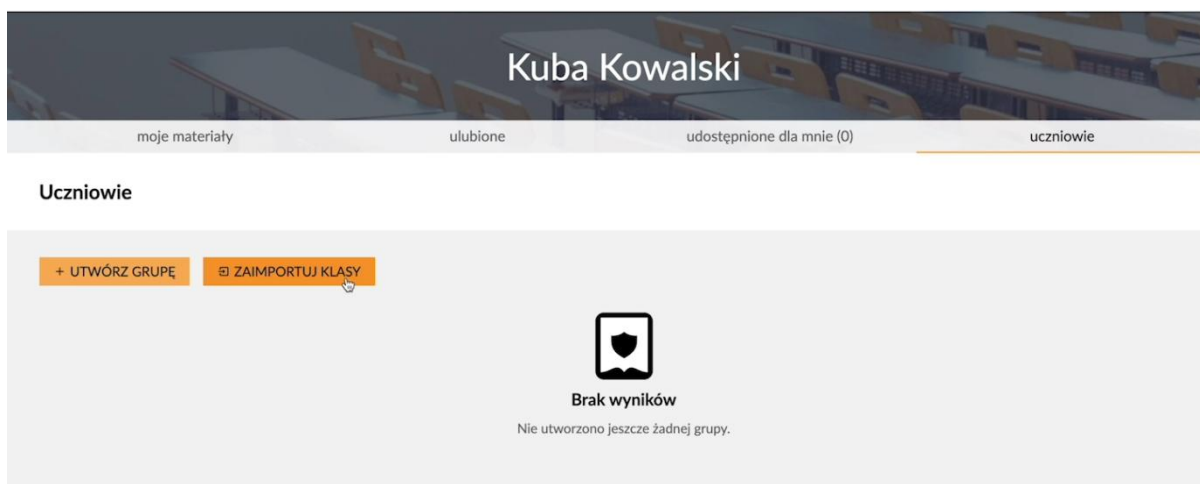 Kuba Kowalski
moje materiały ulubione udostępnione dla mnie (0) uczniowie
Uczniowie
+ UTWÓRZ GRUPĘ ZAIMPORTUJ KLASY
Brak wyników
Nie utworzono jeszcze żadnej grupy.